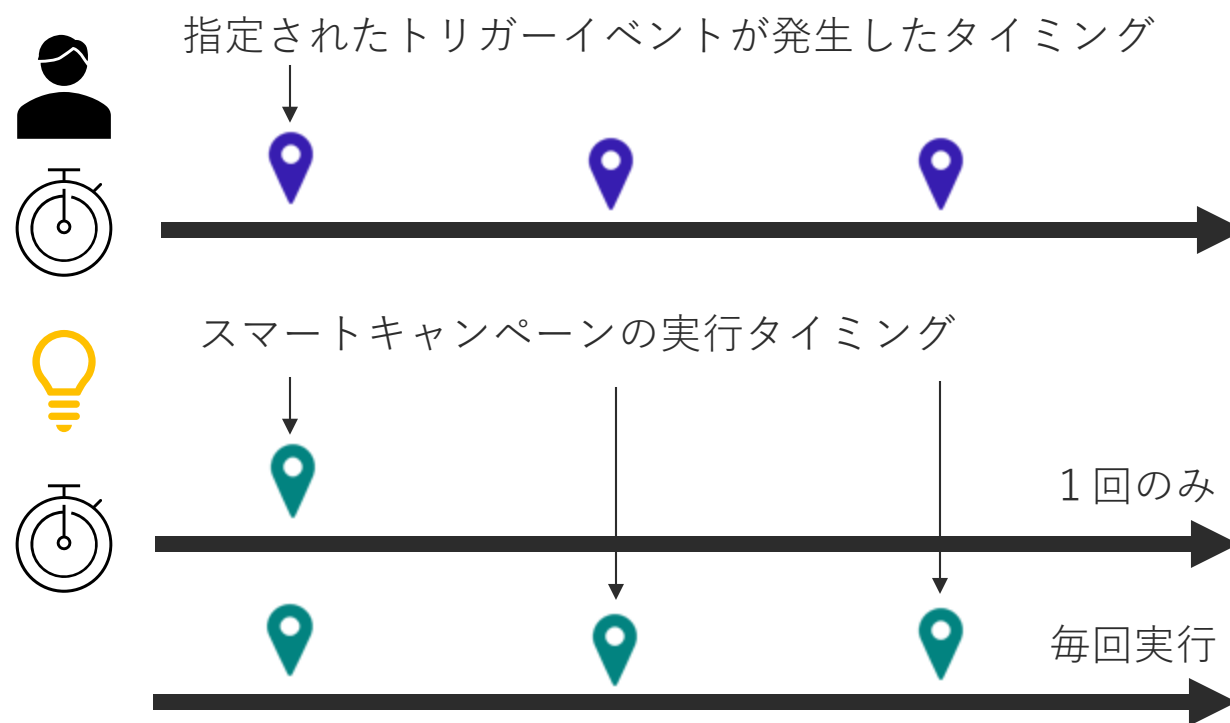 指定されたトリガーイベントが発生したタイミング
スマートキャンペーンの実行タイミング
１回のみ
毎回実行